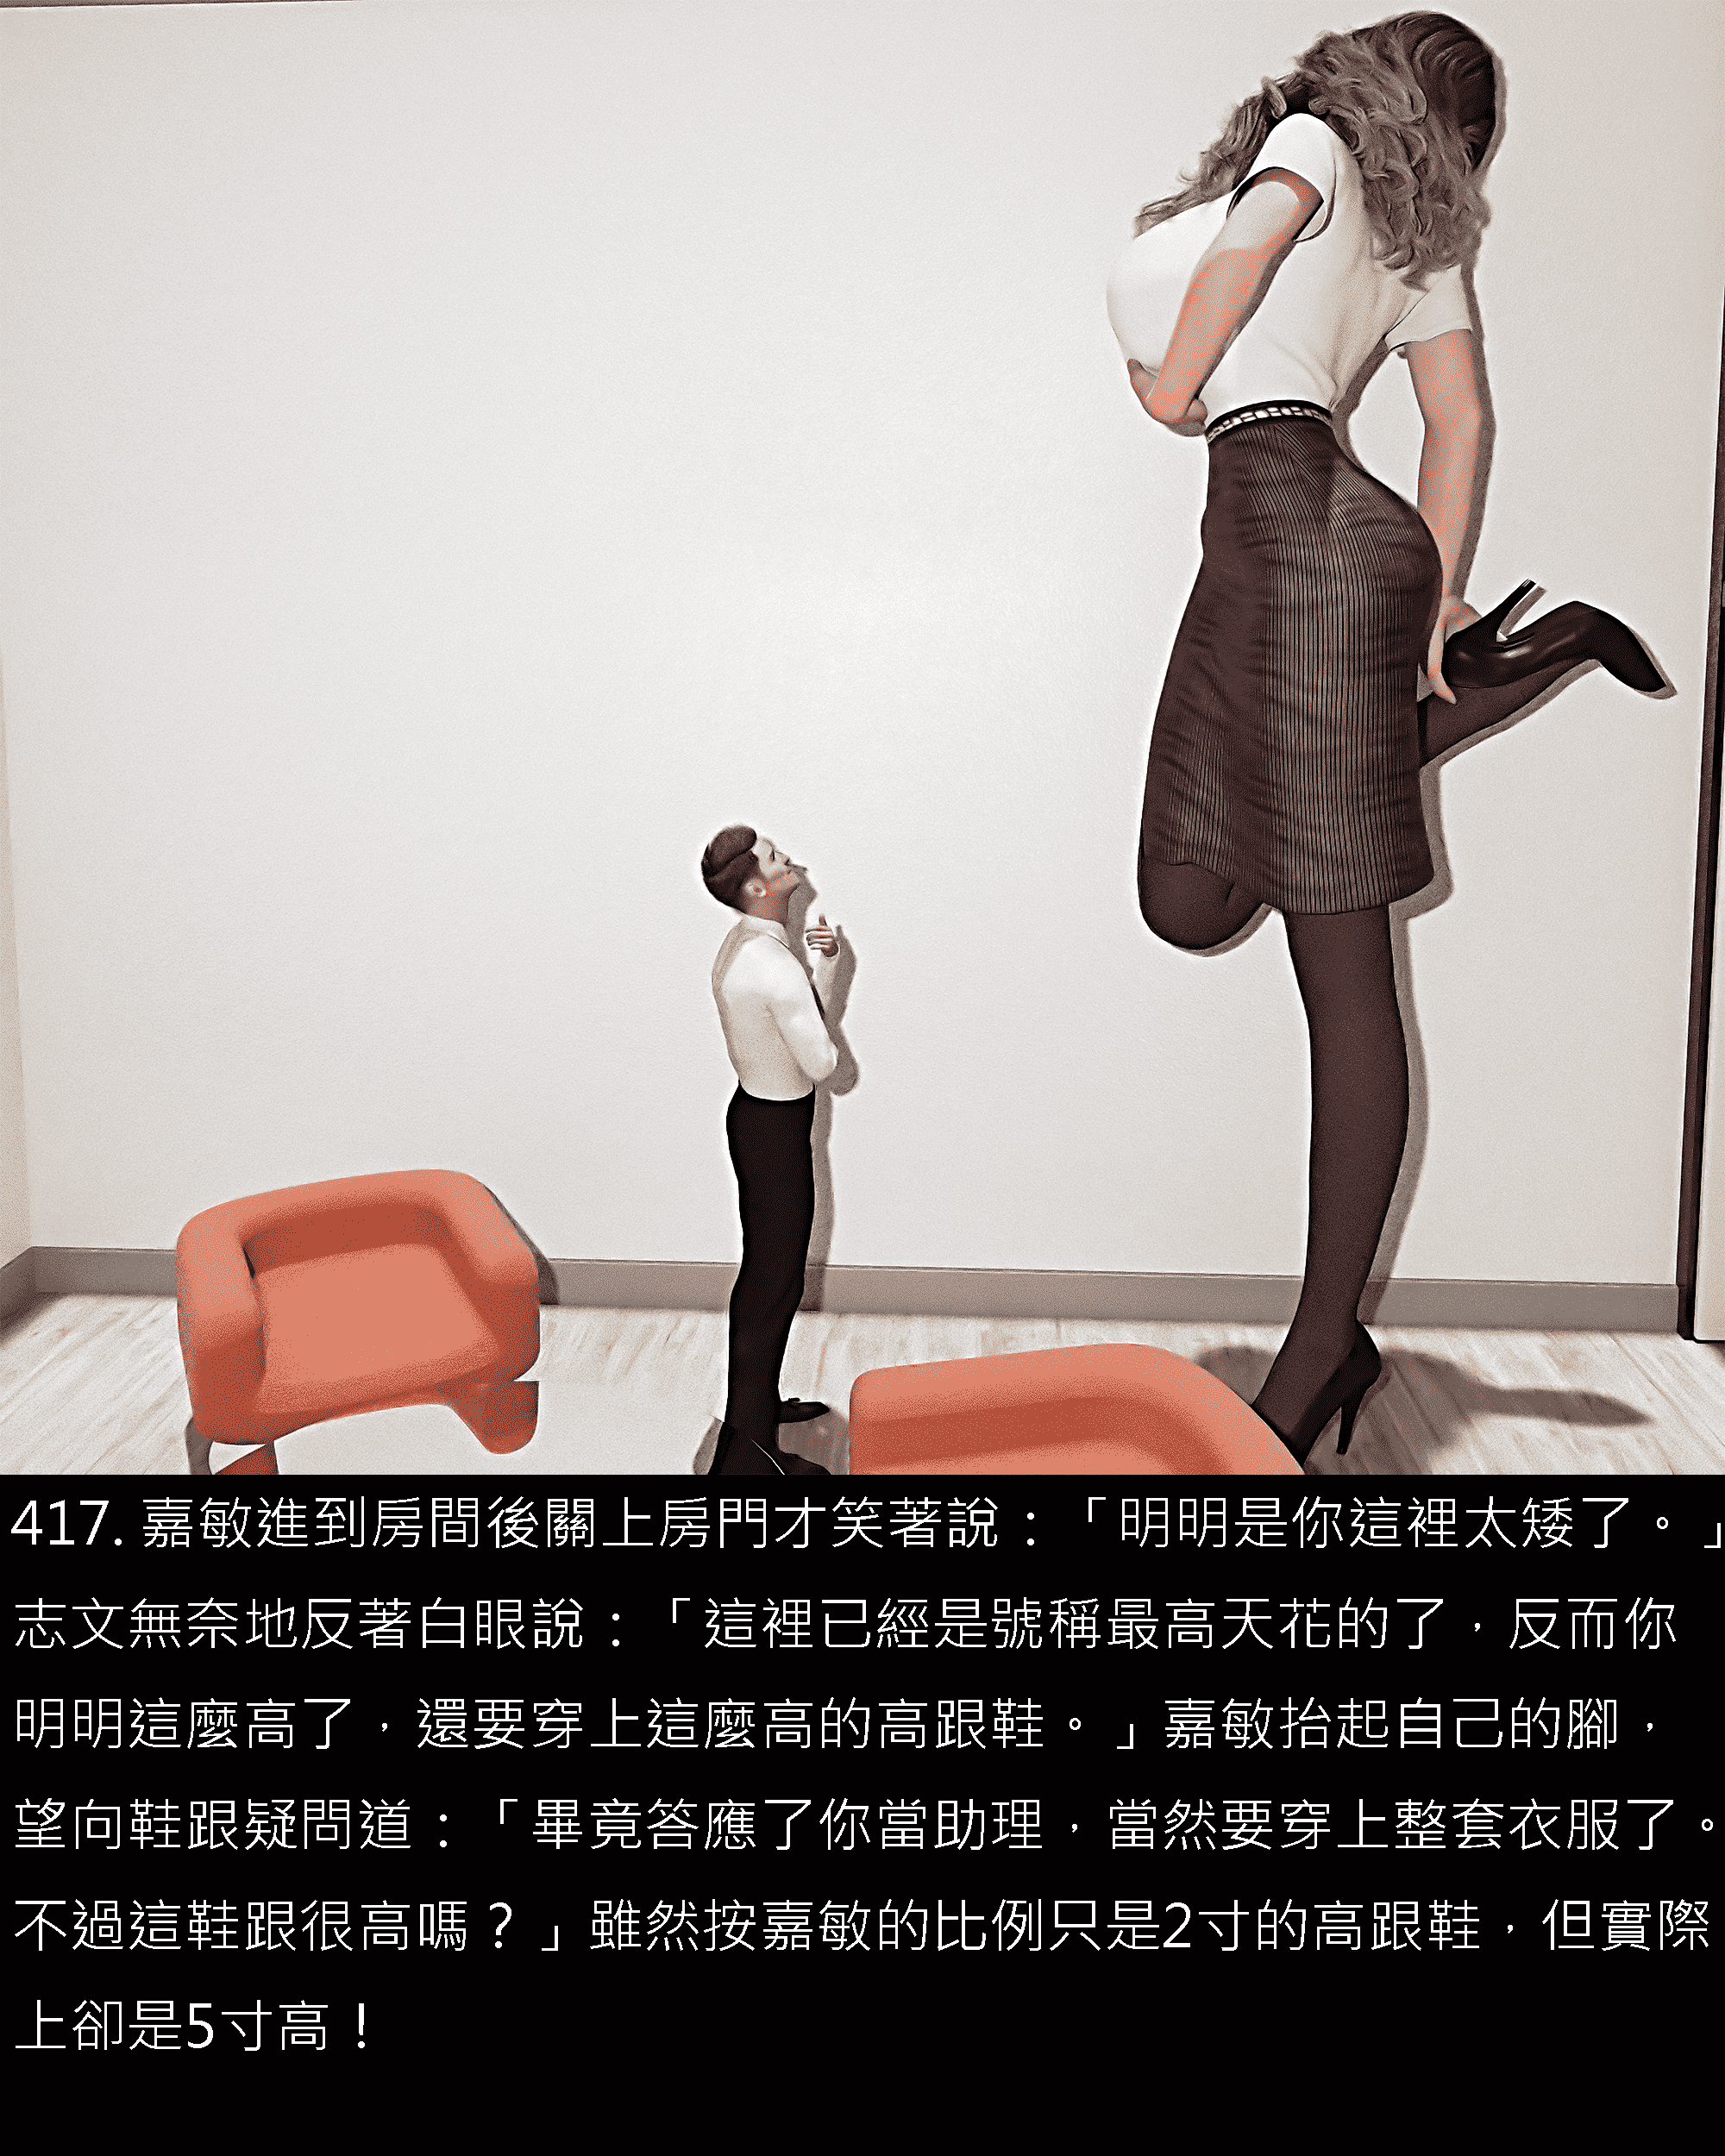 417. 嘉敏進到房間後關上房門才笑著說：「明明是你這裡太矮了。」
志文無奈地反著白眼說：「這裡已經是號稱最高天花的了，反而你
明明這麼高了，還要穿上這麼高的高跟鞋。」嘉敏抬起自己的腳，
望向鞋跟疑問道：「畢竟答應了你當助理，當然要穿上整套衣服了。
不過這鞋跟很高嗎？」雖然按嘉敏的比例只是2寸的高跟鞋，但實際
上卻是5寸高！